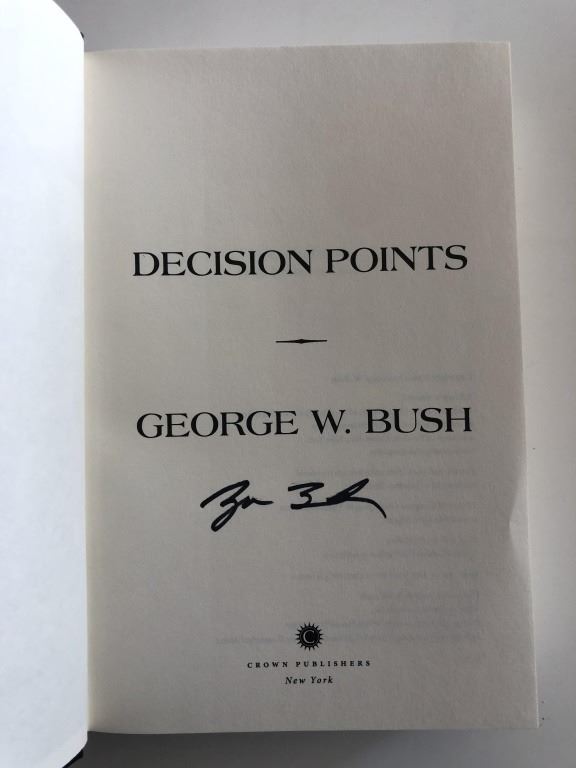 DECISION POINTS
GEORGE W. BUSH
C
CROWN PUBLISHERS
New York